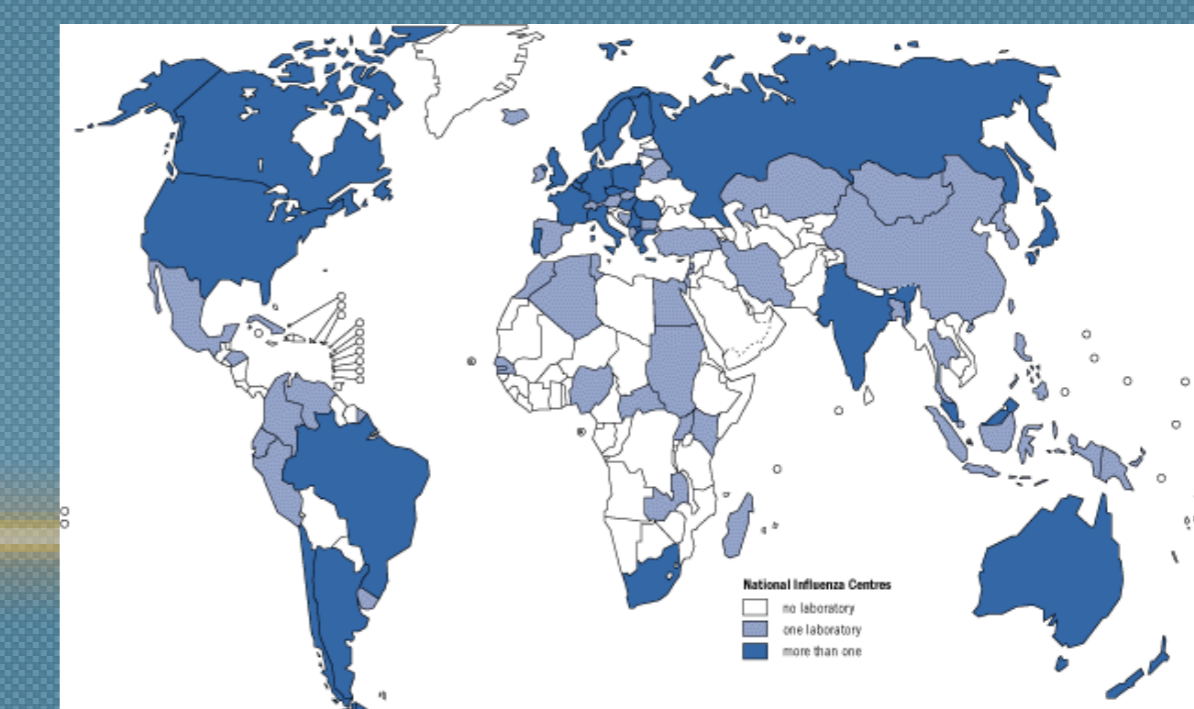 National Influenza Centres
no laboratory
one laboratory
more than one